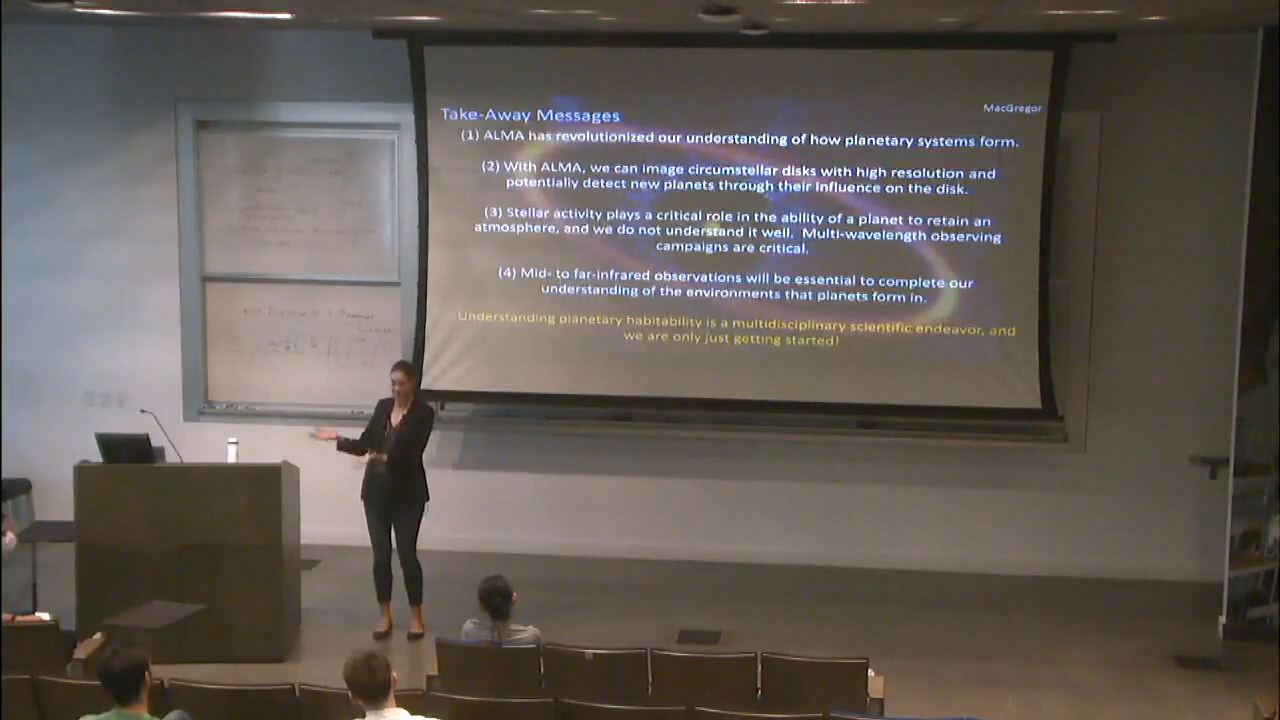 MacGregor
Take-Away Messages
(1) ALMA has revolutionized our understanding of how planetary systems form.
(2) With ALMA, we can image circumstellar disks with high resolution and
potentially detect new planets through their influence on the disk.
(3) Stellar activity plays a critical role in the ability of a planet to retain an
atmosphere, and we do not understand it well. Multi-wavelength observing
campaigns are critical.
(4) Mid- to far-infrared observations will be essential to complete our
understanding of the environments that planets form in.
Understanding planetary habitability is a multidisciplinary scientific endeavor, and
we are only just getting started!